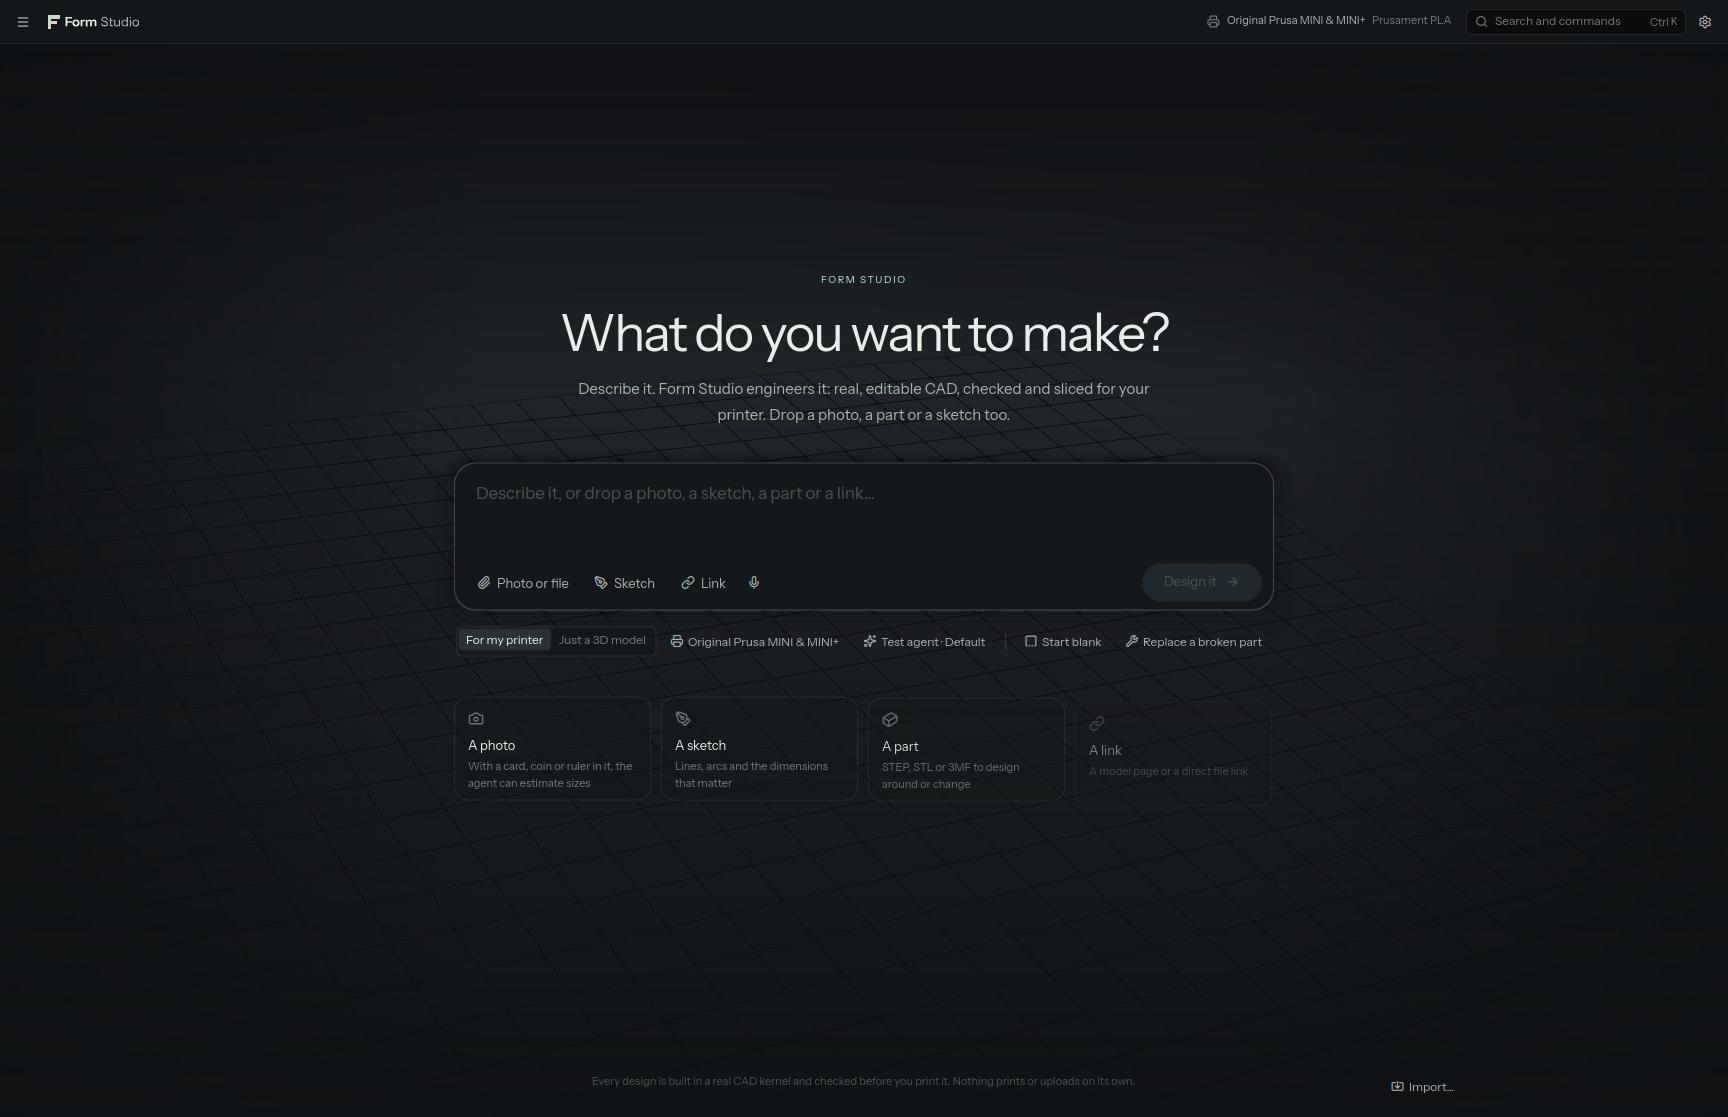 Form Studio
Original Prusa MINI & MINI+ Prusament PLA
Search and commands Ctrl K
FORM STUDIO
What do you want to make?
Describe it. Form Studio engineers it: real, editable CAD, checked and sliced for your
printer. Drop a photo, a part or a sketch too.
Describe it, or drop a photo, a sketch, a part or a link...
Photo or file Sketch Link Design it
For my printer Just a 3D model Original Prusa MINI & MINI+ Test agent · Default Start blank Replace a broken part
A photo
With a card, coin or ruler in it, the
agent can estimate sizes
A sketch
Lines, arcs and the dimensions
that matter
A part
STEP, STL or 3MF to design
around or change
A link
A model page or a direct file link
Every design is built in a real CAD kernel and checked before you print it. Nothing prints or uploads on its own.
Import...